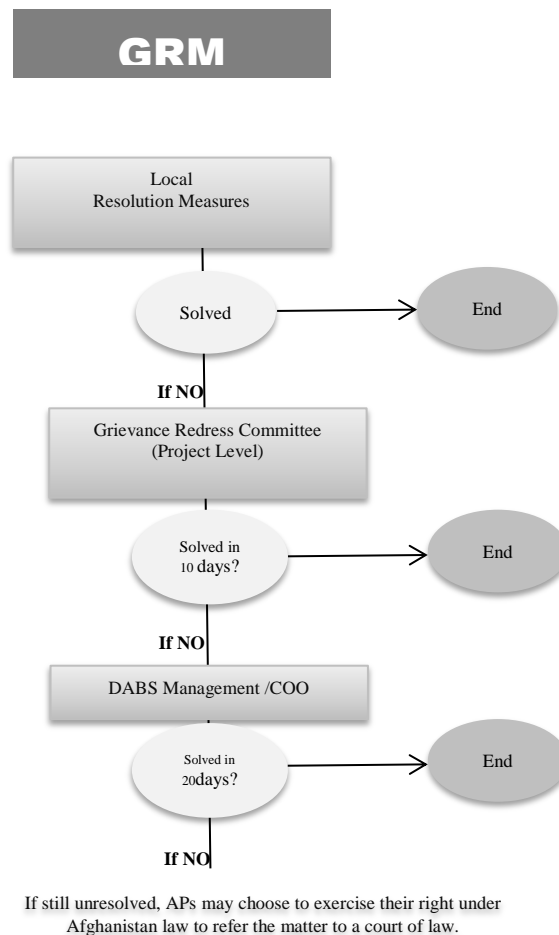 GRM
Local
Resolution Measures
Solved
End
If NO
Grievance Redress Committee
(Project Level)
Solved in
10 days?
End
If NO
DABS Management /COO
Solved in
20days?
End
If NO
If still unresolved, APs may choose to exercise their right under
Afghanistan law to refer the matter to a court of law.